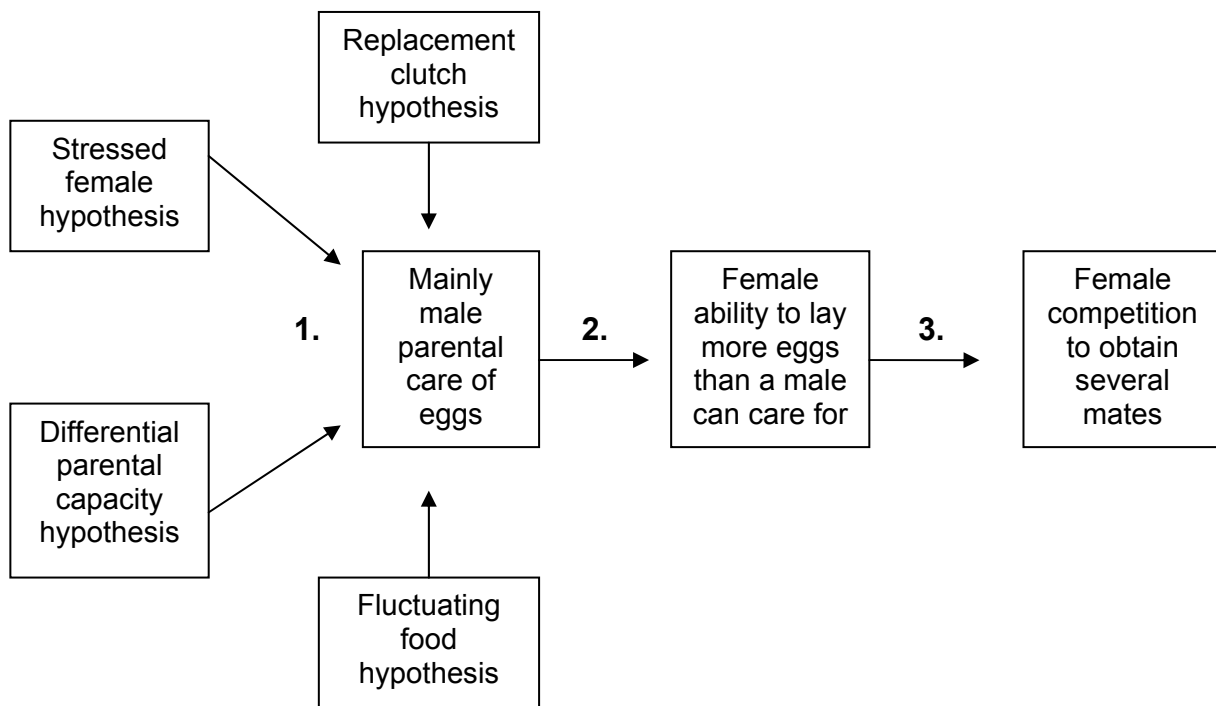 Replacement
clutch
hypothesis
Stressed
female
hypothesis
Differential
parental
capacity
hypothesis
Fluctuating
food
hypothesis
1.
Mainly
male
parental
care of
eggs
2.
Female
ability to lay
more eggs
than a male
can care for
3.
Female
competition
to obtain
several
mates